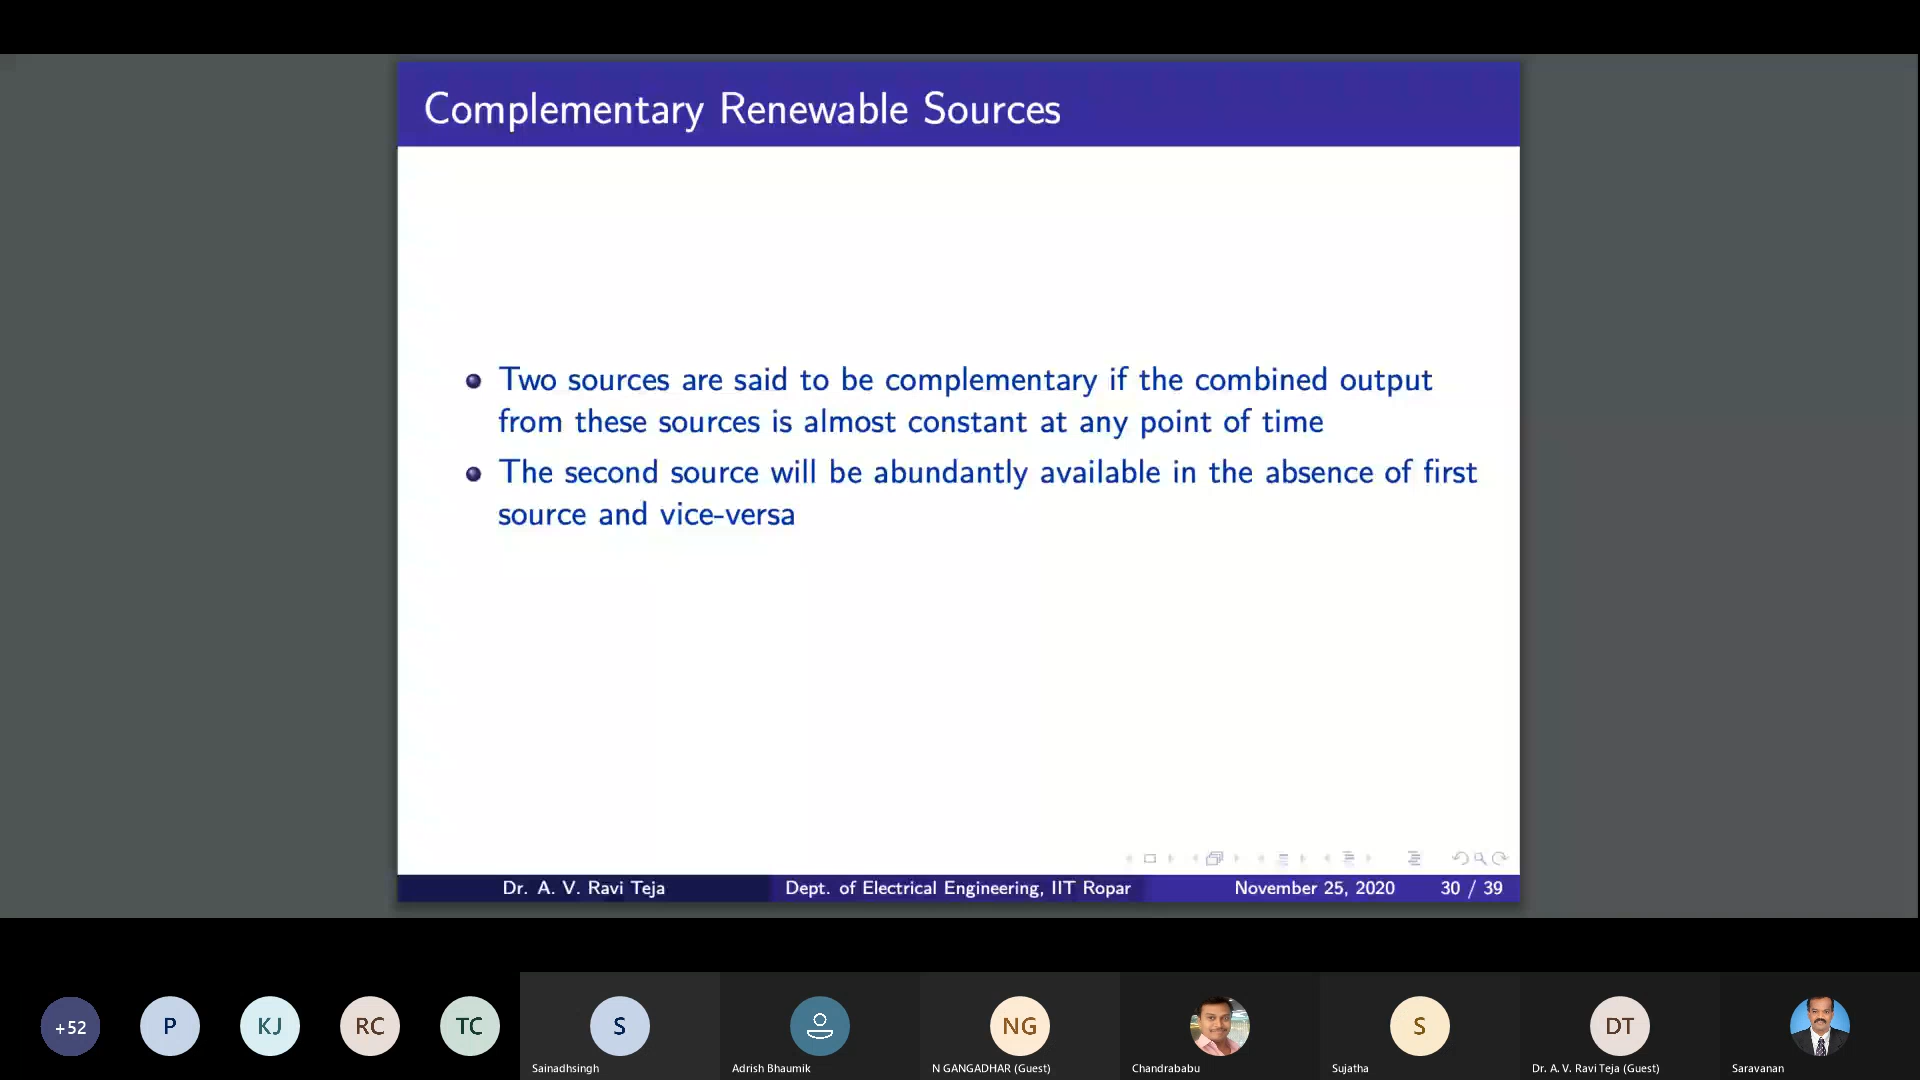 Complementary Renewable Sources
Two sources are said to be complementary if the combined output
from these sources is almost constant at any point of time
The second source will be abundantly available in the absence of first
source and vice-versa
Dr. A. V. Ravi Teja Dept. of Electrical Engineering, IIT Ropar November 25, 2020 30 / 39
+52 P KJ RC TC S NG S DT
Sainadhsingh Adrish Bhaumik N GANGADHAR (Guest) Chandrababu Sujatha Dr. A. V. Ravi Teja (Guest) Saravanan